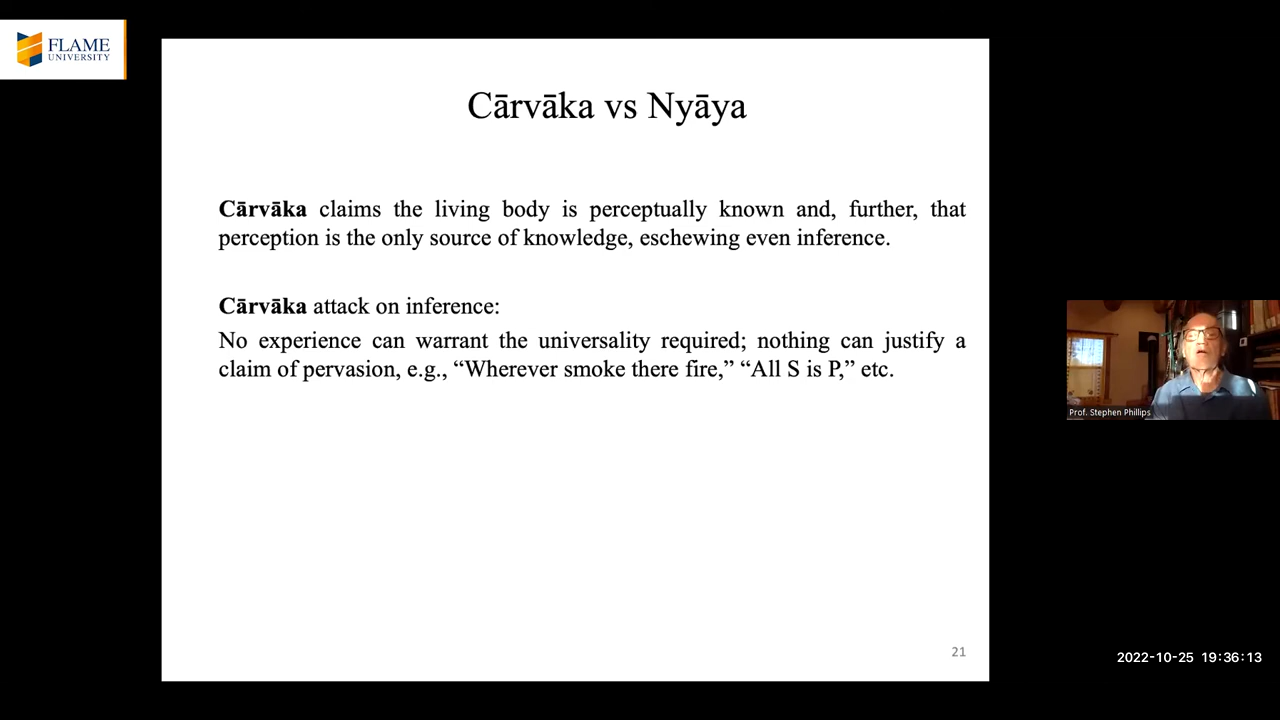 FLAME
UNIVERSITY
Cārvāka vs Nyāya
Cārvāka claims the living body is perceptually known and, further, that
perception is the only source of knowledge, eschewing even inference.
Cārvāka attack on inference:
No experience can warrant the universality required; nothing can justify a
claim of pervasion, e.g., “Wherever smoke there fire,” “All S is P,” etc.
Prof. Stephen Phillips
21
2022-10-25 19:36:13